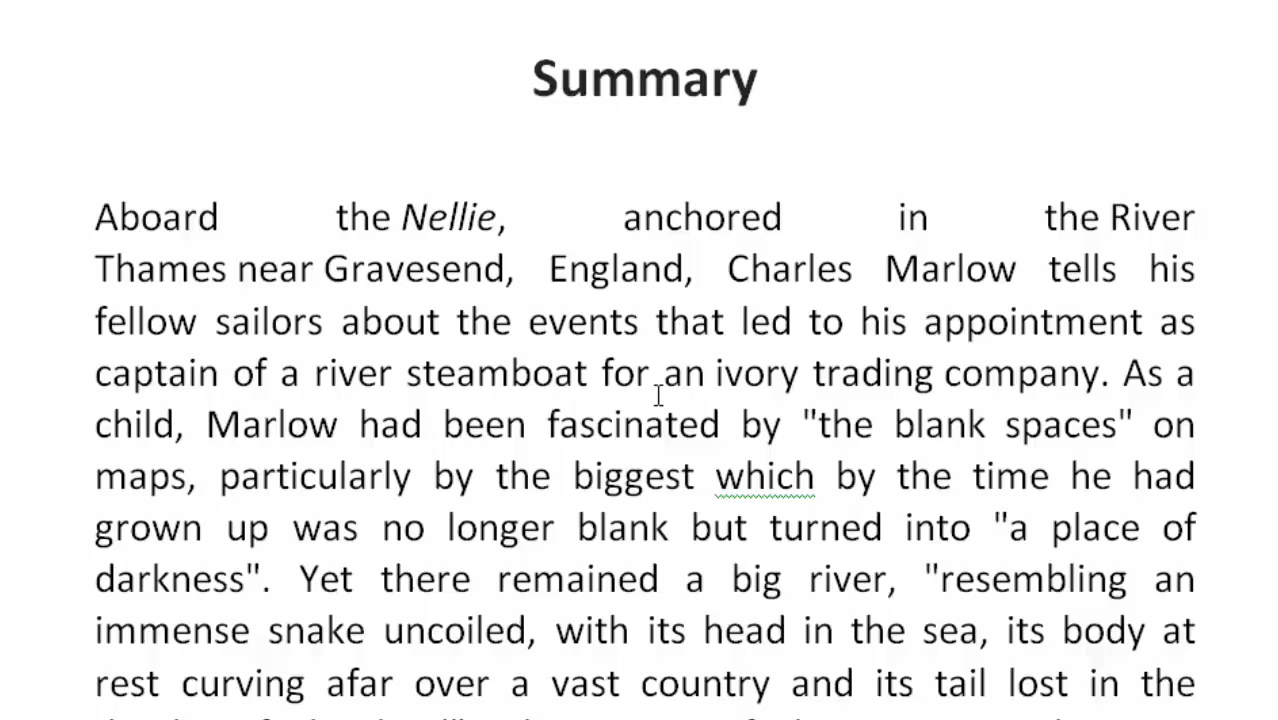 Summary
Aboard the Nellie, anchored in the River
Thames near Gravesend, England, Charles Marlow tells his
fellow sailors about the events that led to his appointment as
captain of a river steamboat for an ivory trading company. As a
child, Marlow had been fascinated by "the blank spaces" on
maps, particularly by the biggest which by the time he had
grown up was no longer blank but turned into "a place of
darkness". Yet there remained a big river, "resembling an
immense snake uncoiled, with its head in the sea, its body at
rest curving afar over a vast country and its tail lost in the